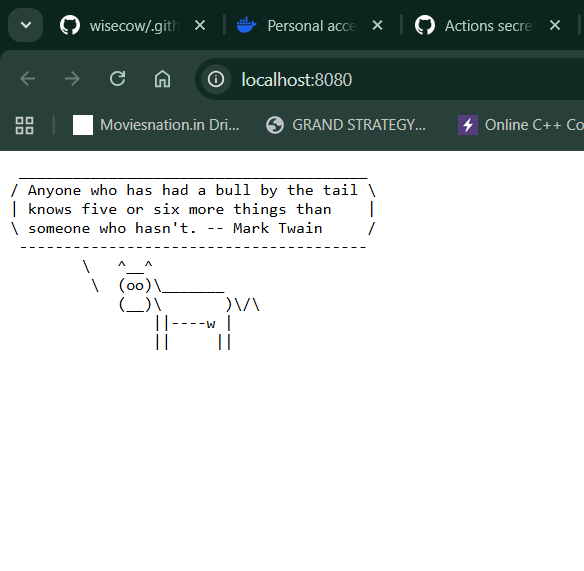 wisecow/.gith
Personal acce
Actions secre
localhost:8080
Moviesnation.in Dri...
GRAND STRATEGY...
Online C++ Co
 _______________________________________
/ Anyone who has had a bull by the tail \
| knows five or six more things than    |
\ someone who hasn't. -- Mark Twain     /
 ---------------------------------------
        \   ^__^
         \  (oo)\_______
            (__)\       )\/\
                ||----w |
                ||     ||